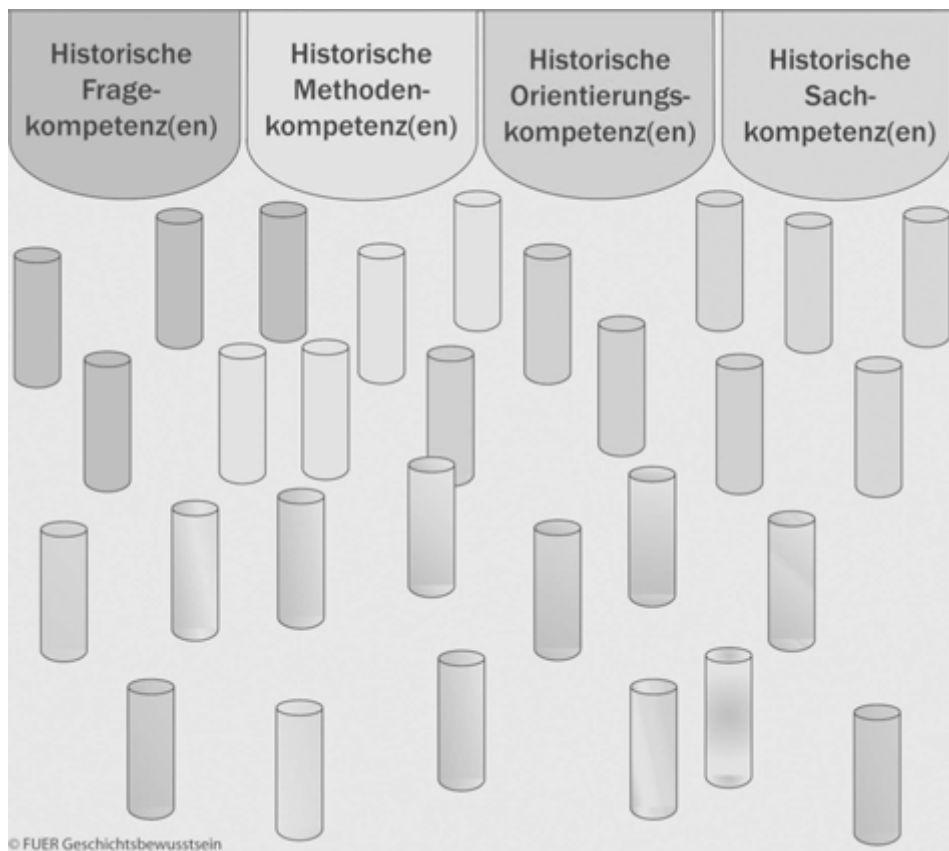 Historische
Frage-
kompetenz(en)
Historische
Methoden-
kompetenz(en)
Historische
Orientierungs-
kompetenz(en)
Historische
Sach-
kompetenz(en)
© FUER Geschichtsbewusstsein